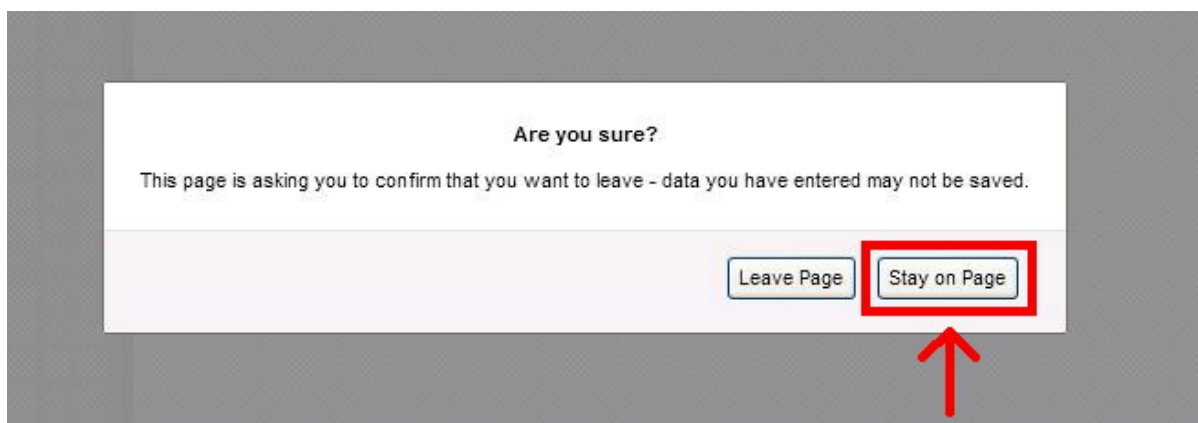 Are you sure?
This page is asking you to confirm that you want to leave - data you have entered may not be saved.
Leave Page Stay on Page